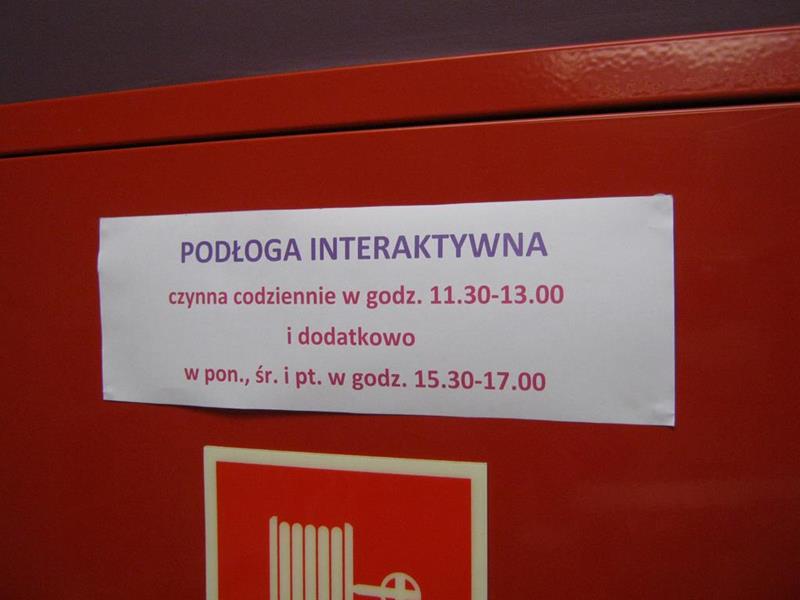 PODŁOGA INTERAKTYWNA
czynna codziennie w godz. 11.30-13.00
i dodatkowo
w pon., śr. i pt. w godz. 15.30-17.00